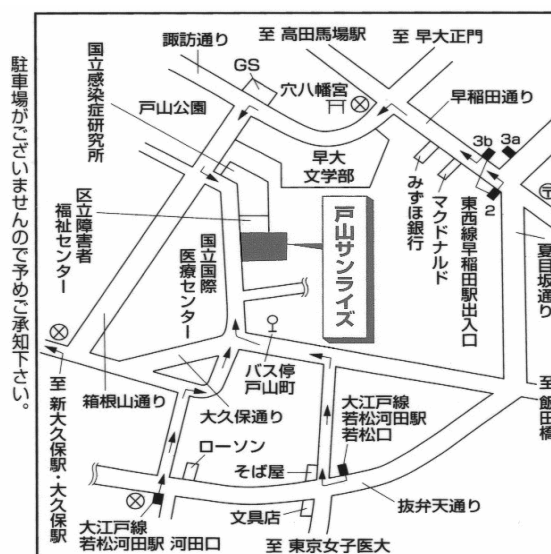 駐車場がございませんので予めご承知下さい。
諏訪通り
至 高田馬場駅
至 早大正門
GS
穴八幡宮
早稲田通り
国立感染症研究所
戸山公園
3b
3a
早大
文学部
みずほ銀行
マクドナルド
東西線早稲田駅出入口
2
区立障害者
福祉センター
国立国際
医療センター
戸山サンライズ
夏目坂通り
バス停
戸山町
箱根山通り
大久保通り
至 新大久保駅・大久保駅
至 飯田橋
大江戸線
若松河田駅
若松口
ローソン
そば屋
文具店
抜弁天通り
大江戸線
若松河田駅 河田口
至 東京女子医大